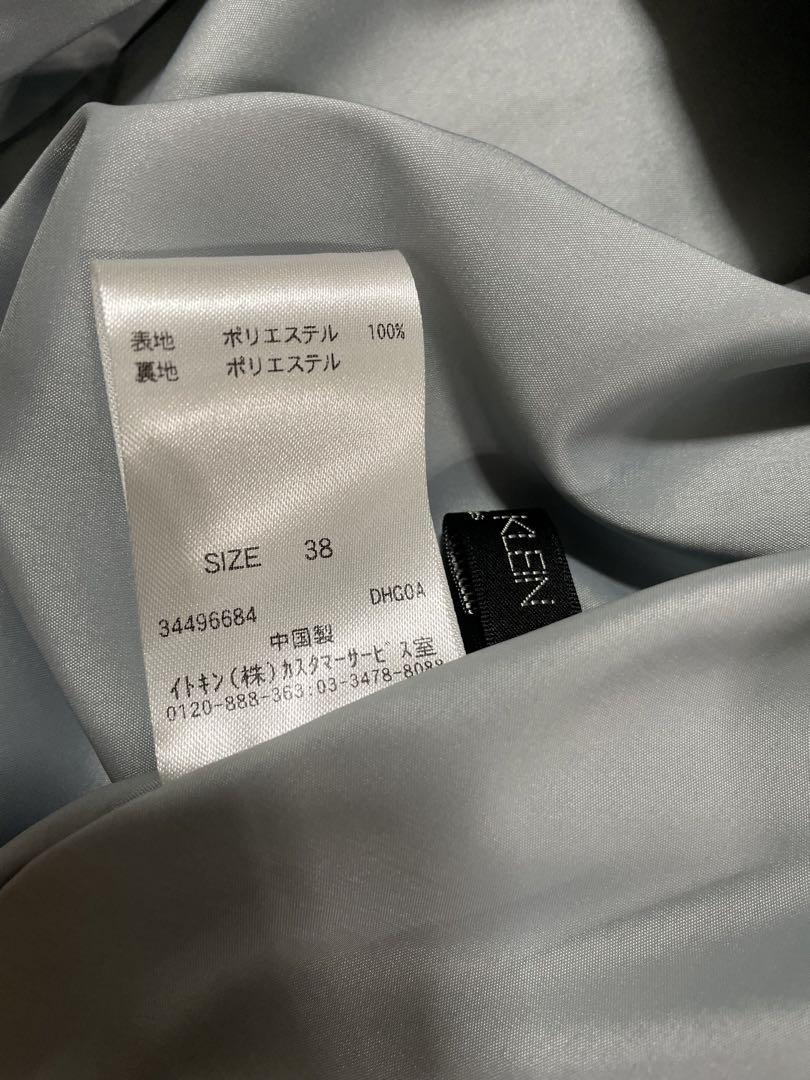 表地 ポリエステル 100%
裏地 ポリエステル
SIZE 38
34496684 DHG0A
中国製
イトキン(株)カスタマーサービス室
0120-888-363:03-3478-8088
KLEIN